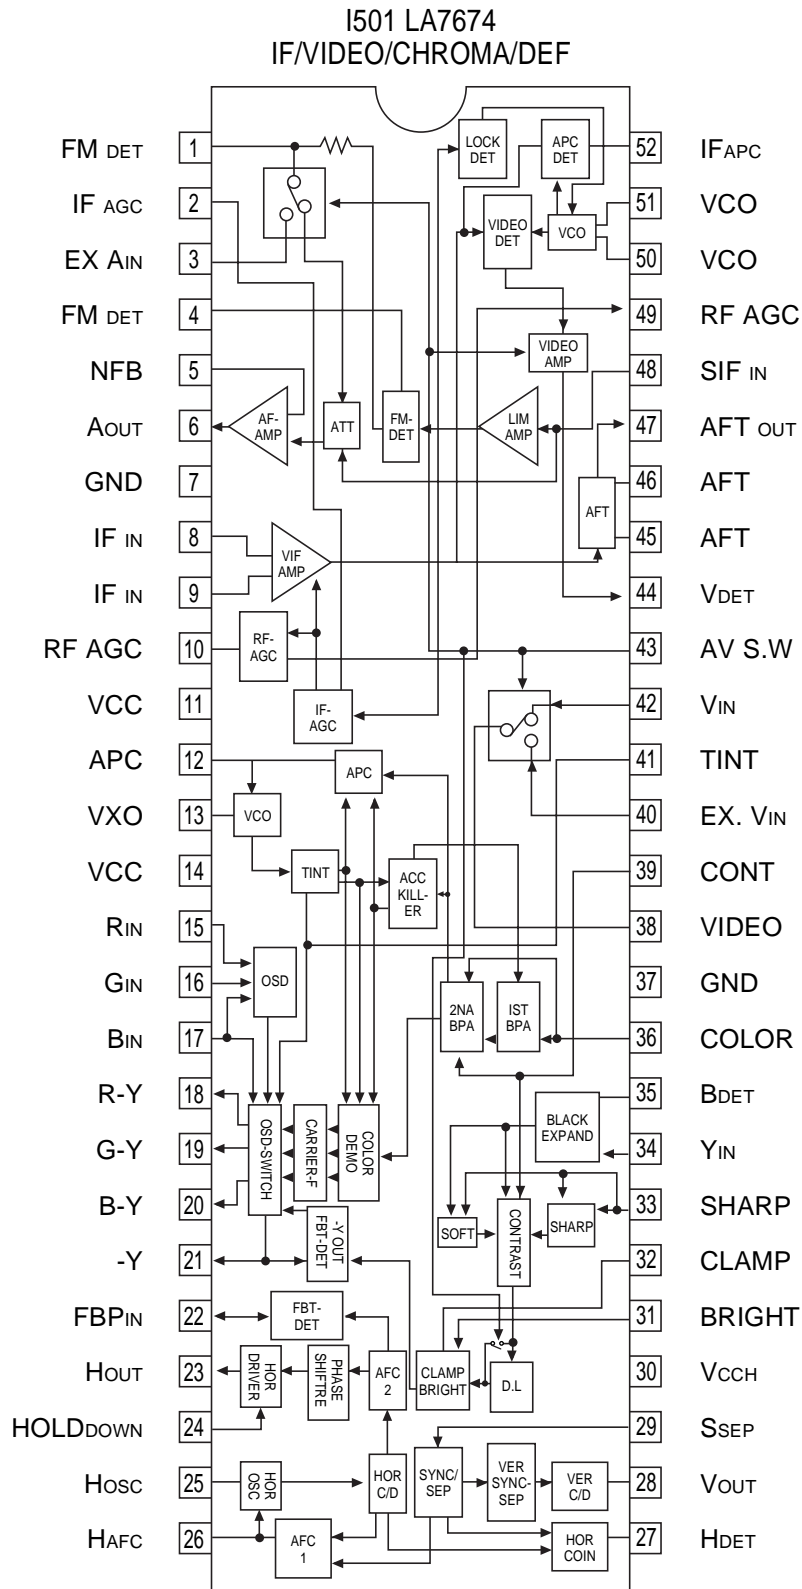 I501 LA7674
IF/VIDEO/CHROMA/DEF
FM DET 1
IF AGC 2
EX AIN 3
FM DET 4
NFB 5
AOUT 6
GND 7
IF IN 8
IF IN 9
RF AGC 10
VCC 11
APC 12
VXO 13
VCC 14
RIN 15
GIN 16
BIN 17
R-Y 18
G-Y 19
B-Y 20
-Y 21
FBPIN 22
HOUT 23
HOLDDOWN 24
HOSC 25
HAFC 26
LOCK
DET
APC
DET
VIDEO
DET
VCO
VIDEO
AMP
AF-
AMP
ATT
FM-
DET
LIM
AMP
AFT
VIF
AMP
RF-
AGC
IF-
AGC
APC
VCO
TINT
ACC
KILL-
ER
OSD
2NA
BPA
IST
BPA
OSD-SWITCH
CARRIER-F
COLOR
DEMO
BLACK
EXPAND
SOFT
CONTRAST
SHARP
-Y OUT
FBT-DET
FBT-
DET
HOR
DRIVER
PHASE
SHIFTRE
AFC
2
CLAMP
BRIGHT
D.L
HOR
OSC
HOR
C/D
SYNC/
SEP
VER
SYNC-
SEP
VER
C/D
AFC
1
HOR
COIN
52 IFAPC
51 VCO
50 VCO
49 RF AGC
48 SIF IN
47 AFT OUT
46 AFT
45 AFT
44 VDET
43 AV S.W
42 VIN
41 TINT
40 EX. VIN
39 CONT
38 VIDEO
37 GND
36 COLOR
35 BDET
34 YIN
33 SHARP
32 CLAMP
31 BRIGHT
30 VCCH
29 SSEP
28 VOUT
27 HDET